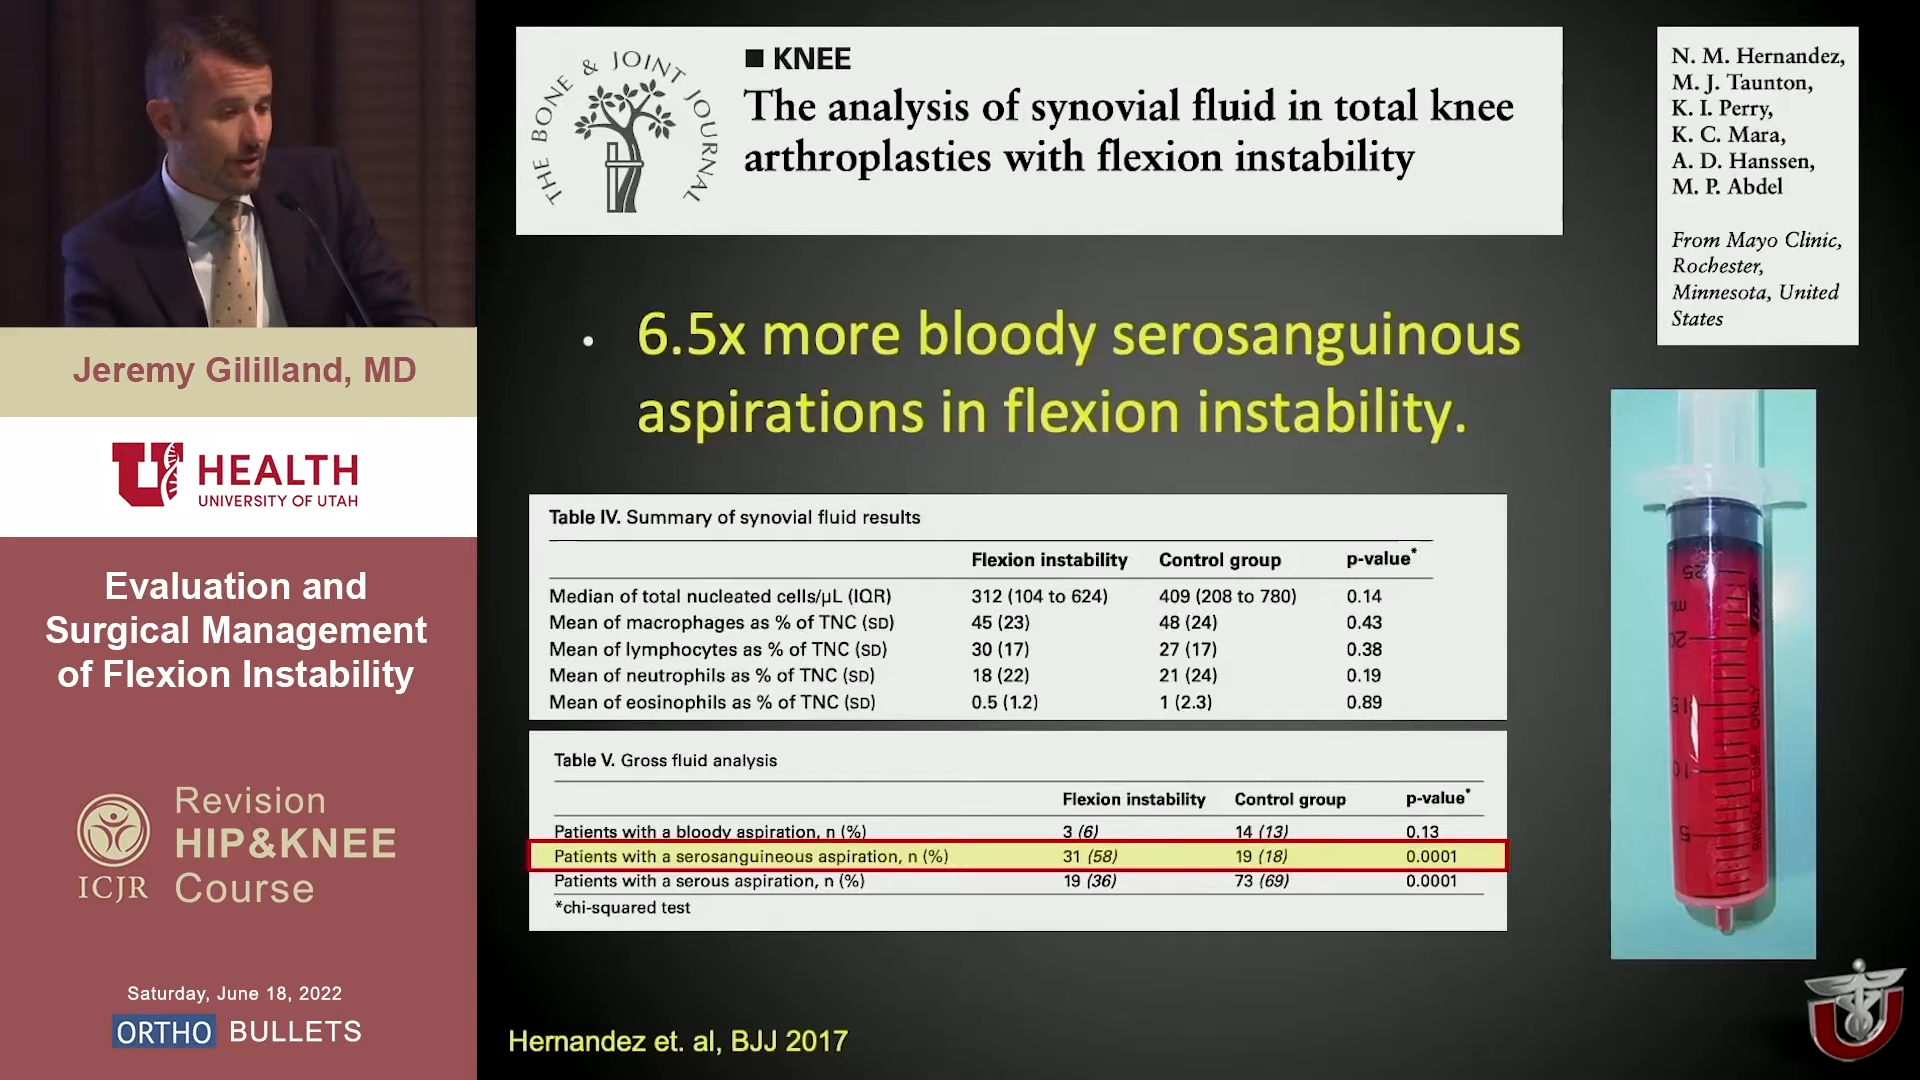 Jeremy Gililland, MD
U HEALTH
UNIVERSITY OF UTAH
Evaluation and
Surgical Management
of Flexion Instability
ICJR
Revision
HIP&KNEE
Course
Saturday, June 18, 2022
ORTHO BULLETS
THE BONE & JOINT JOURNAL
■ KNEE
The analysis of synovial fluid in total knee
arthroplasties with flexion instability
N. M. Hernandez,
M. J. Taunton,
K. I. Perry,
K. C. Mara,
A. D. Hanssen,
M. P. Abdel
From Mayo Clinic,
Rochester,
Minnesota, United
States
• 6.5x more bloody serosanguinous
aspirations in flexion instability.
Table IV. Summary of synovial fluid results
Flexion instability Control group p-value*
Median of total nucleated cells/μL (IQR) 312 (104 to 624) 409 (208 to 780) 0.14
Mean of macrophages as % of TNC (SD) 45 (23) 48 (24) 0.43
Mean of lymphocytes as % of TNC (SD) 30 (17) 27 (17) 0.38
Mean of neutrophils as % of TNC (SD) 18 (22) 21 (24) 0.19
Mean of eosinophils as % of TNC (SD) 0.5 (1.2) 1 (2.3) 0.89
Table V. Gross fluid analysis
Flexion instability Control group p-value*
Patients with a bloody aspiration, n (%) 3 (6) 14 (13) 0.13
Patients with a serosanguineous aspiration, n (%) 31 (58) 19 (18) 0.0001
Patients with a serous aspiration, n (%) 19 (36) 73 (69) 0.0001
*chi-squared test
25
20
15
10
5
SINGLE USE ONLY
Hernandez et. al, BJJ 2017
U